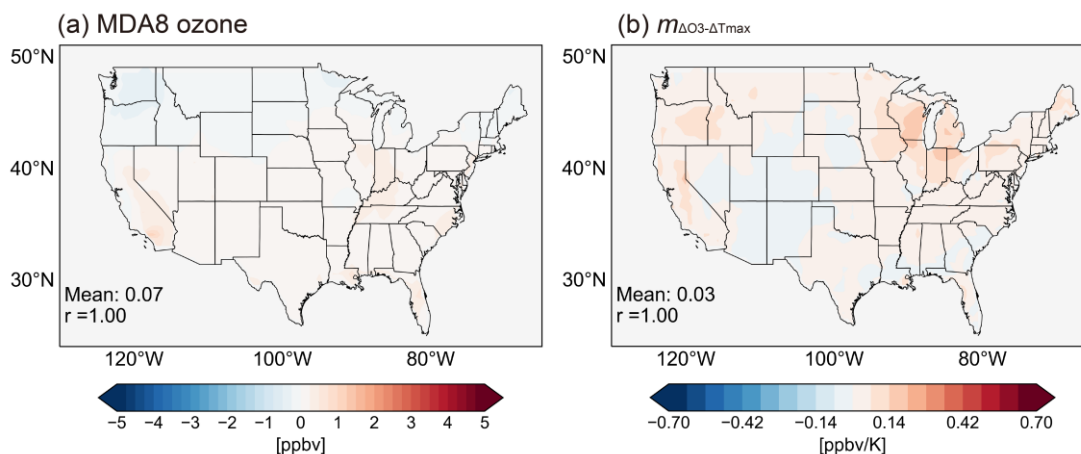 (a) MDA8 ozone
50°N
40°N
30°N
Mean: 0.07
r =1.00
120°W 100°W 80°W
−5 −4 −3 −2 −1 0 1 2 3 4 5
[ppbv]
(b) mΔO3-ΔTmax
50°N
40°N
30°N
Mean: 0.03
r =1.00
120°W 100°W 80°W
−0.70 −0.42 −0.14 0.14 0.42 0.70
[ppbv/K]